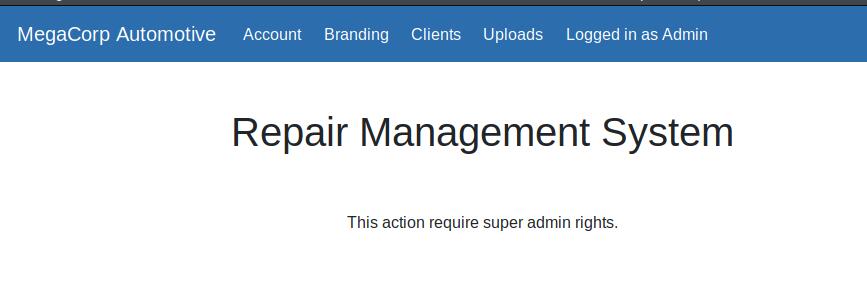 MegaCorp Automotive Account Branding Clients Uploads Logged in as Admin
Repair Management System
This action require super admin rights.